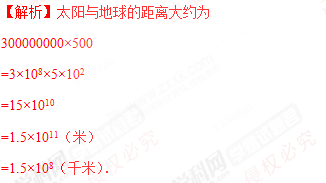 【解析】太阳与地球的距离大约为
300000000×500
=3×10⁸×5×10²
=15×10¹⁰
=1.5×10¹¹（米）
=1.5×10⁸（千米）.